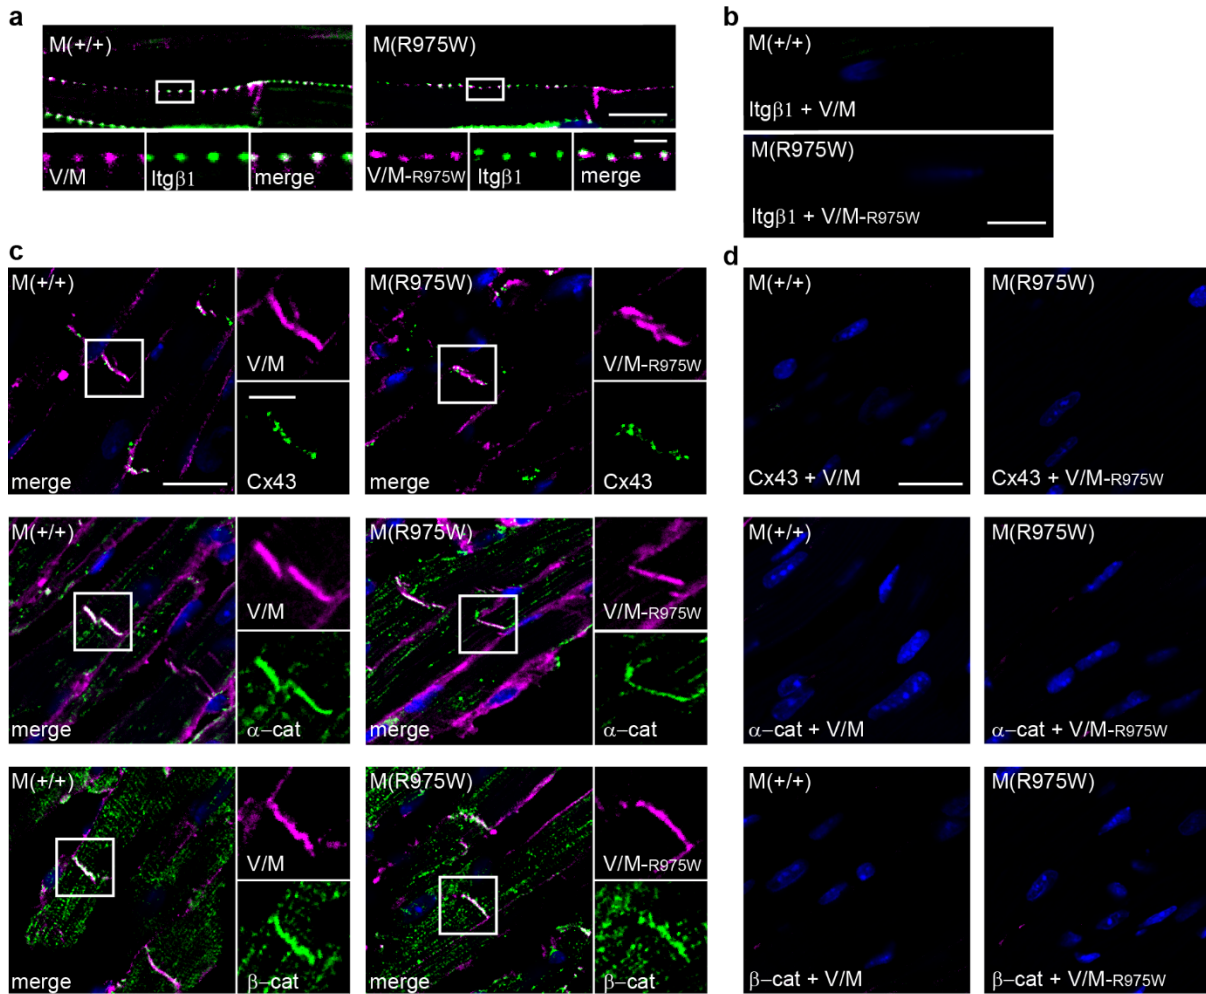 a
M(+/+)
M(R975W)
V/M
Itgβ1
merge
V/M-R975W
Itgβ1
merge
b
M(+/+)
Itgβ1 + V/M
M(R975W)
Itgβ1 + V/M-R975W
c
M(+/+)
V/M
M(R975W)
V/M-R975W
merge
Cx43
merge
Cx43
M(+/+)
V/M
M(R975W)
V/M-R975W
merge
α-cat
merge
α-cat
M(+/+)
V/M
M(R975W)
V/M-R975W
merge
β-cat
merge
β-cat
d
M(+/+)
M(R975W)
Cx43 + V/M
Cx43 + V/M-R975W
M(+/+)
M(R975W)
α-cat + V/M
α-cat + V/M-R975W
M(+/+)
M(R975W)
β-cat + V/M
β-cat + V/M-R975W